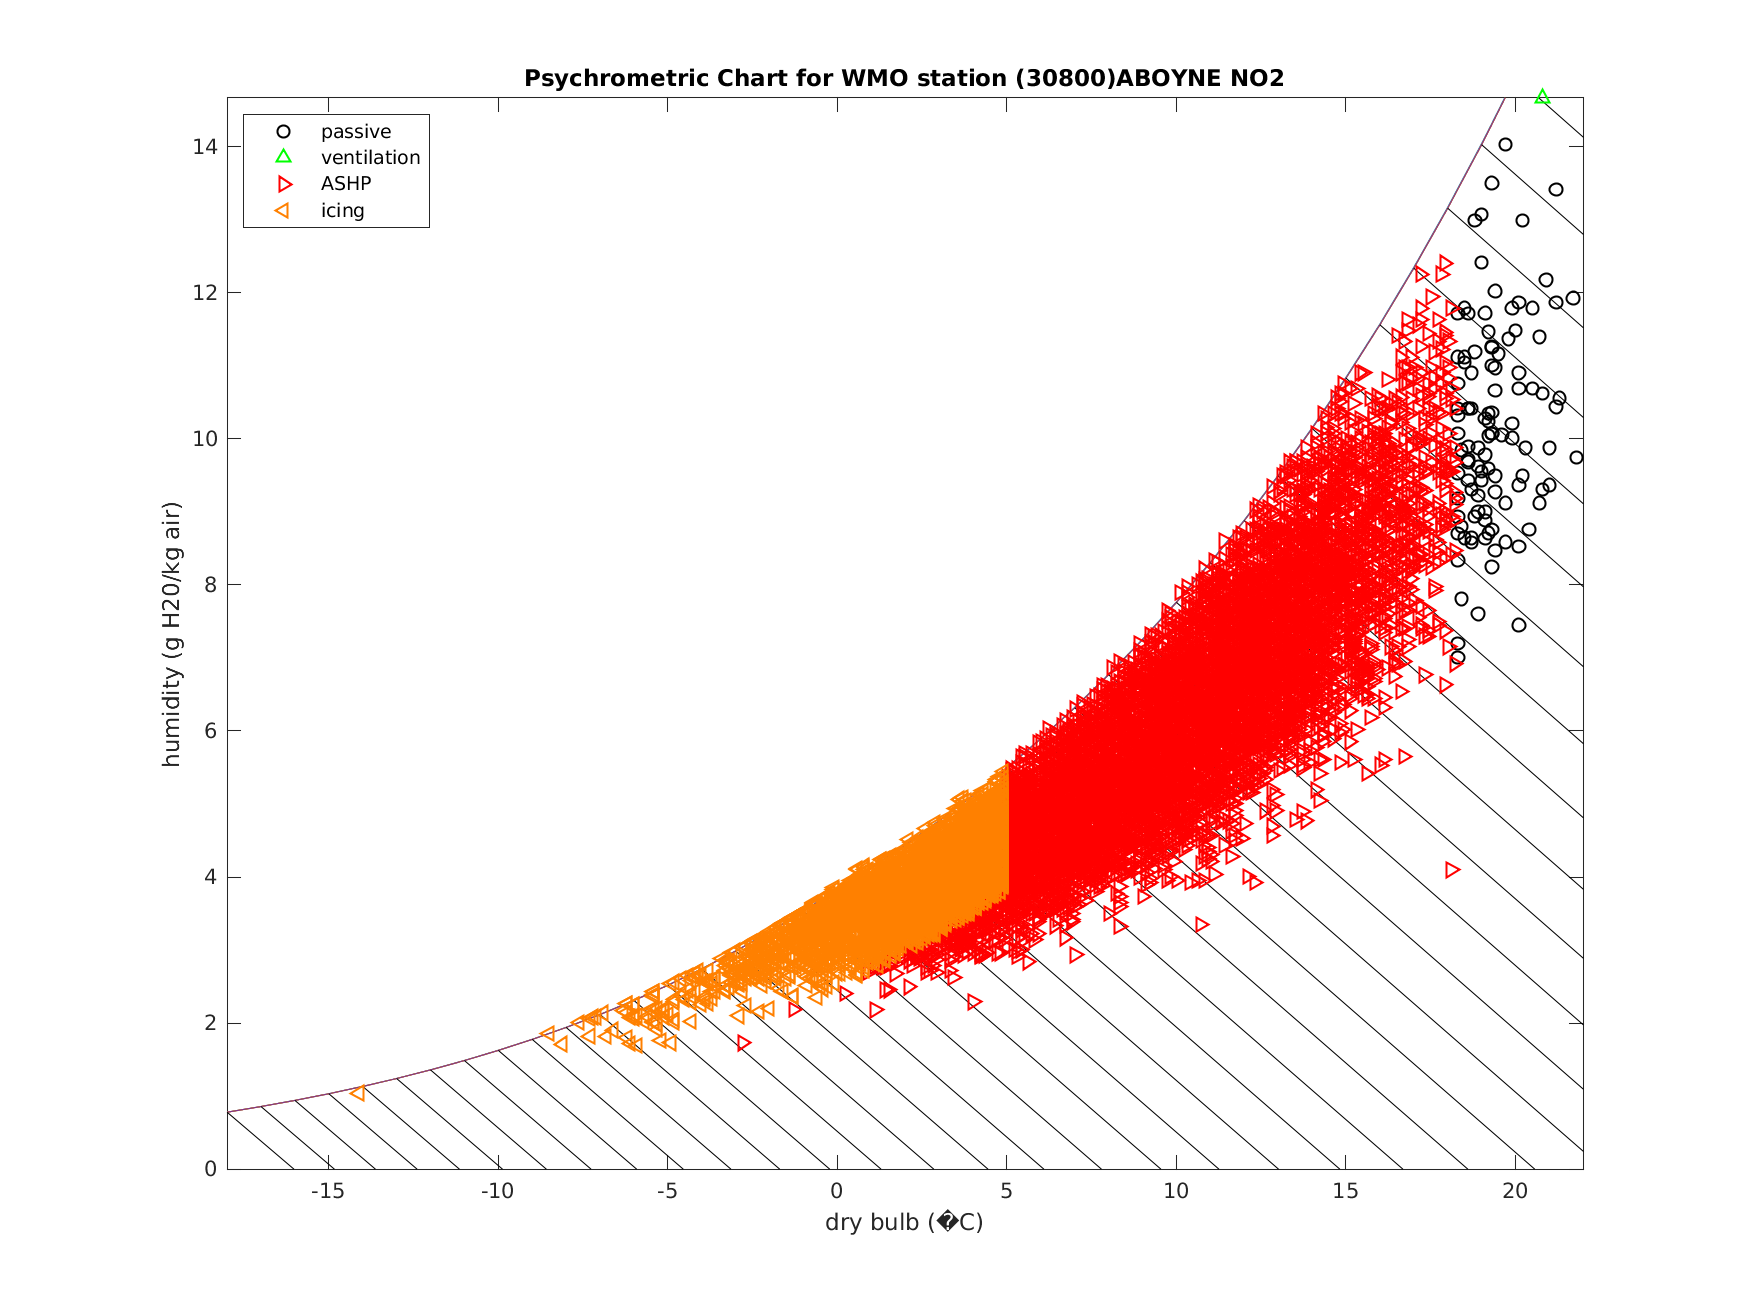 Psychrometric Chart for WMO station (30800)ABOYNE NO2
passive
ventilation
ASHP
icing
humidity (g H20/kg air)
14
12
10
8
6
4
2
0
-15 -10 -5 0 5 10 15 20
dry bulb (�C)